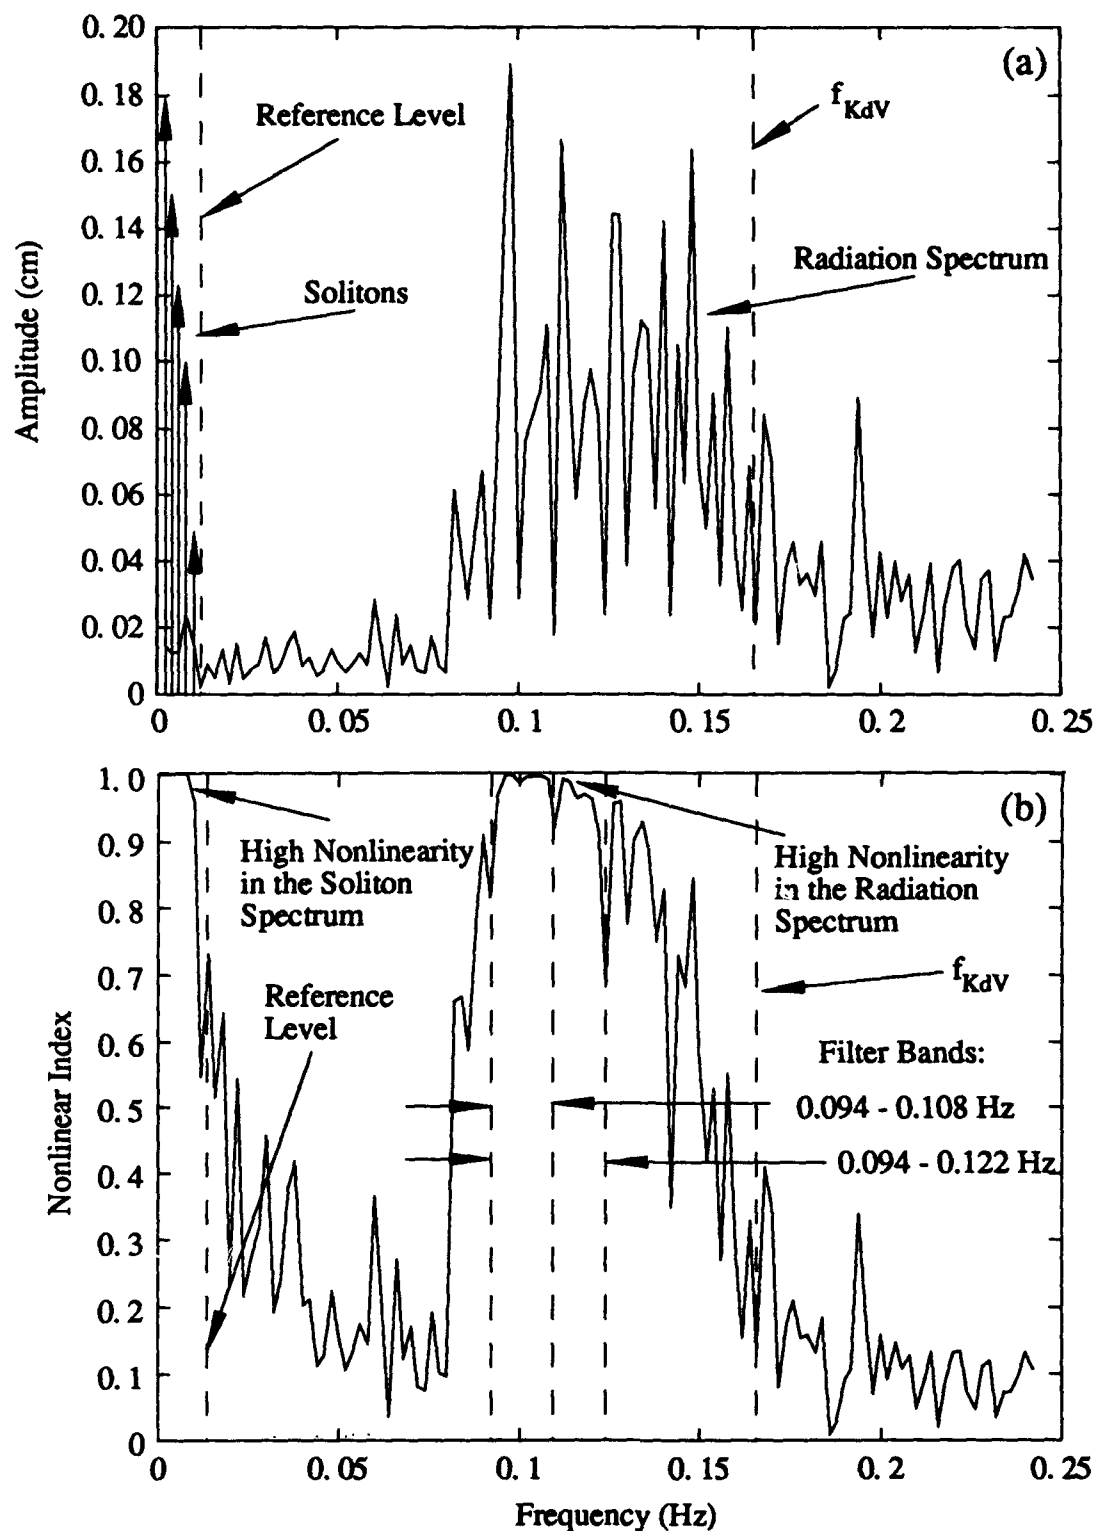 0. 20
0. 18
0. 16
0. 14
0. 12
0. 10
0. 08
0. 06
0. 04
0. 02
0
Amplitude (cm)
(a)
Reference Level
Solitons
f_KdV
Radiation Spectrum
0
0. 05
0. 1
0. 15
0. 2
0.25
1. 0
0. 9
0. 8
0. 7
0. 6
0. 5
0. 4
0. 3
0. 2
0. 1
0
Nonlinear Index
(b)
High Nonlinearity
in the Soliton
Spectrum
High Nonlinearity
in the Radiation
Spectrum
Reference
Level
f_KdV
Filter Bands:
0.094 - 0.108 Hz
0.094 - 0.122 Hz
0
0. 05
0. 1
0. 15
0. 2
0. 25
Frequency (Hz)